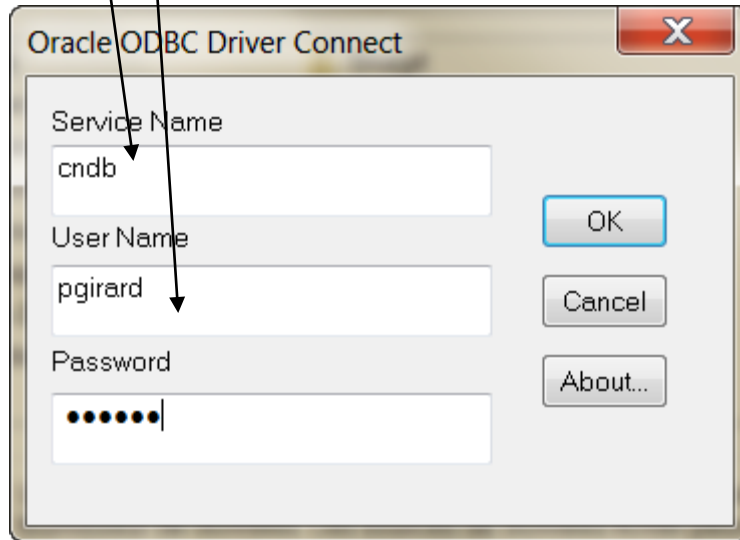 Oracle ODBC Driver Connect
Service Name
cndb
User Name
pgirard
Password
●●●●●●
OK
Cancel
About...